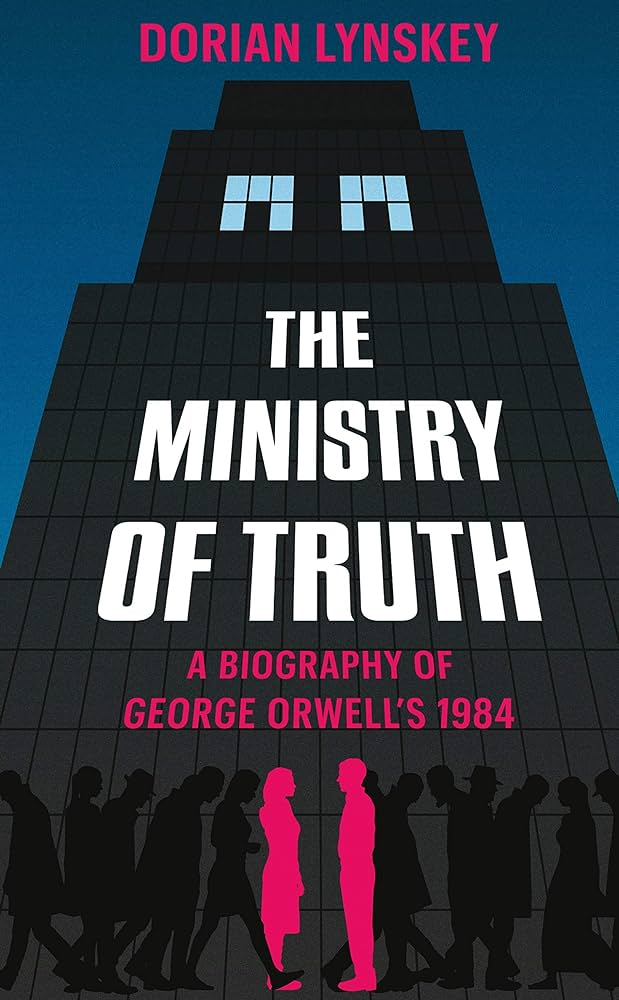 DORIAN LYNSKEY
THE
MINISTRY
OF TRUTH
A BIOGRAPHY OF
GEORGE ORWELL'S 1984